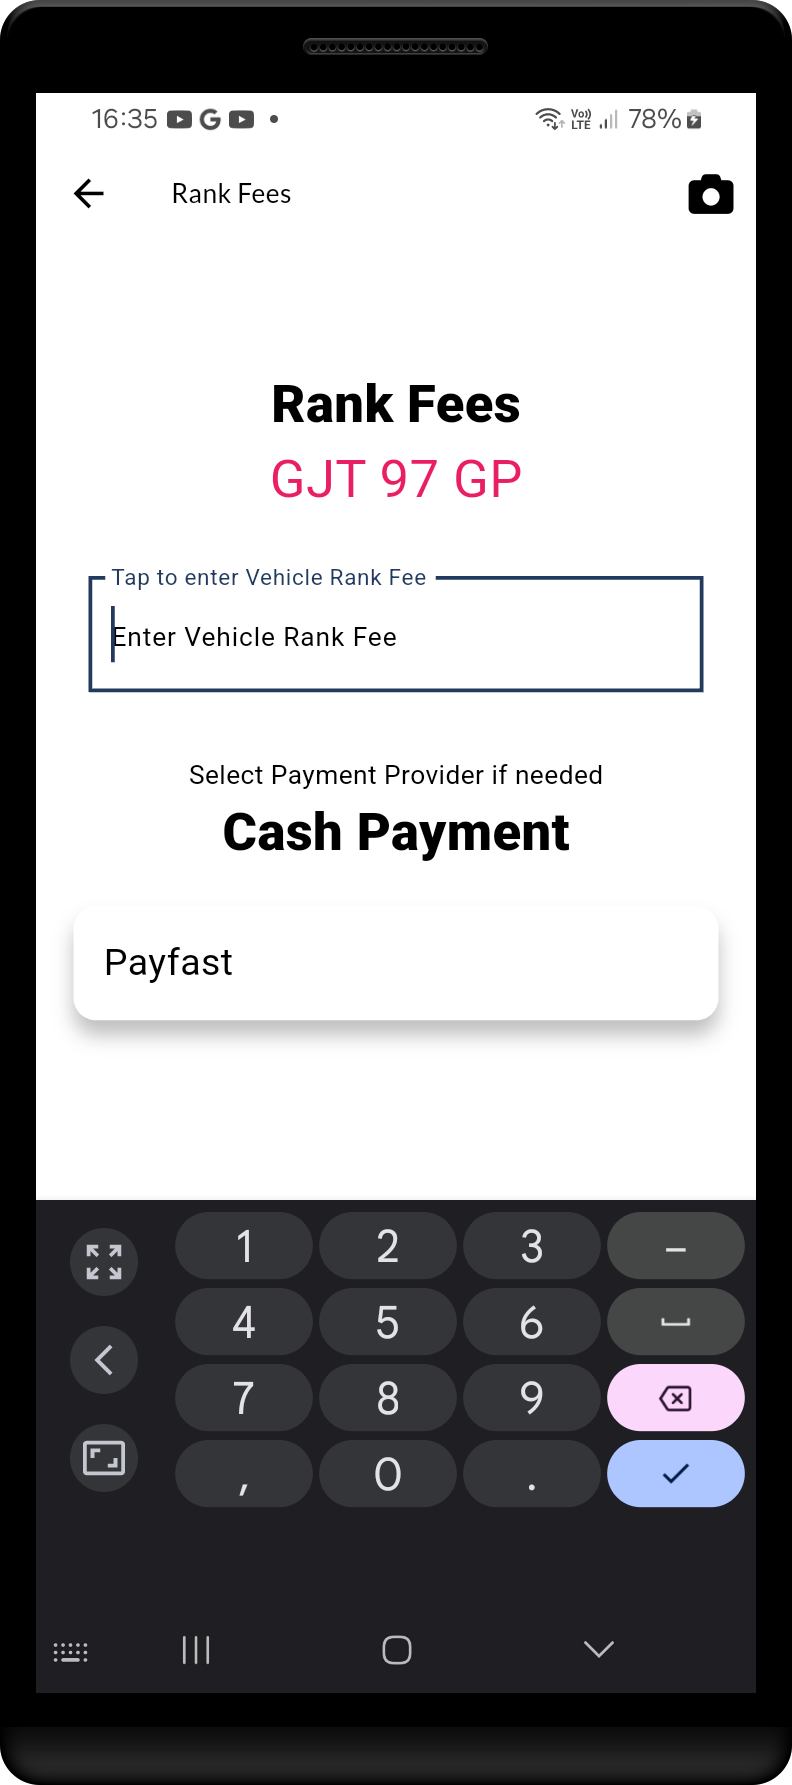 16:35 G Vo)) LTE 78%
Rank Fees
Rank Fees
GJT 97 GP
Tap to enter Vehicle Rank Fee
Enter Vehicle Rank Fee
Select Payment Provider if needed
Cash Payment
Payfast
1 2 3 –
4 5 6
7 8 9
, 0 .